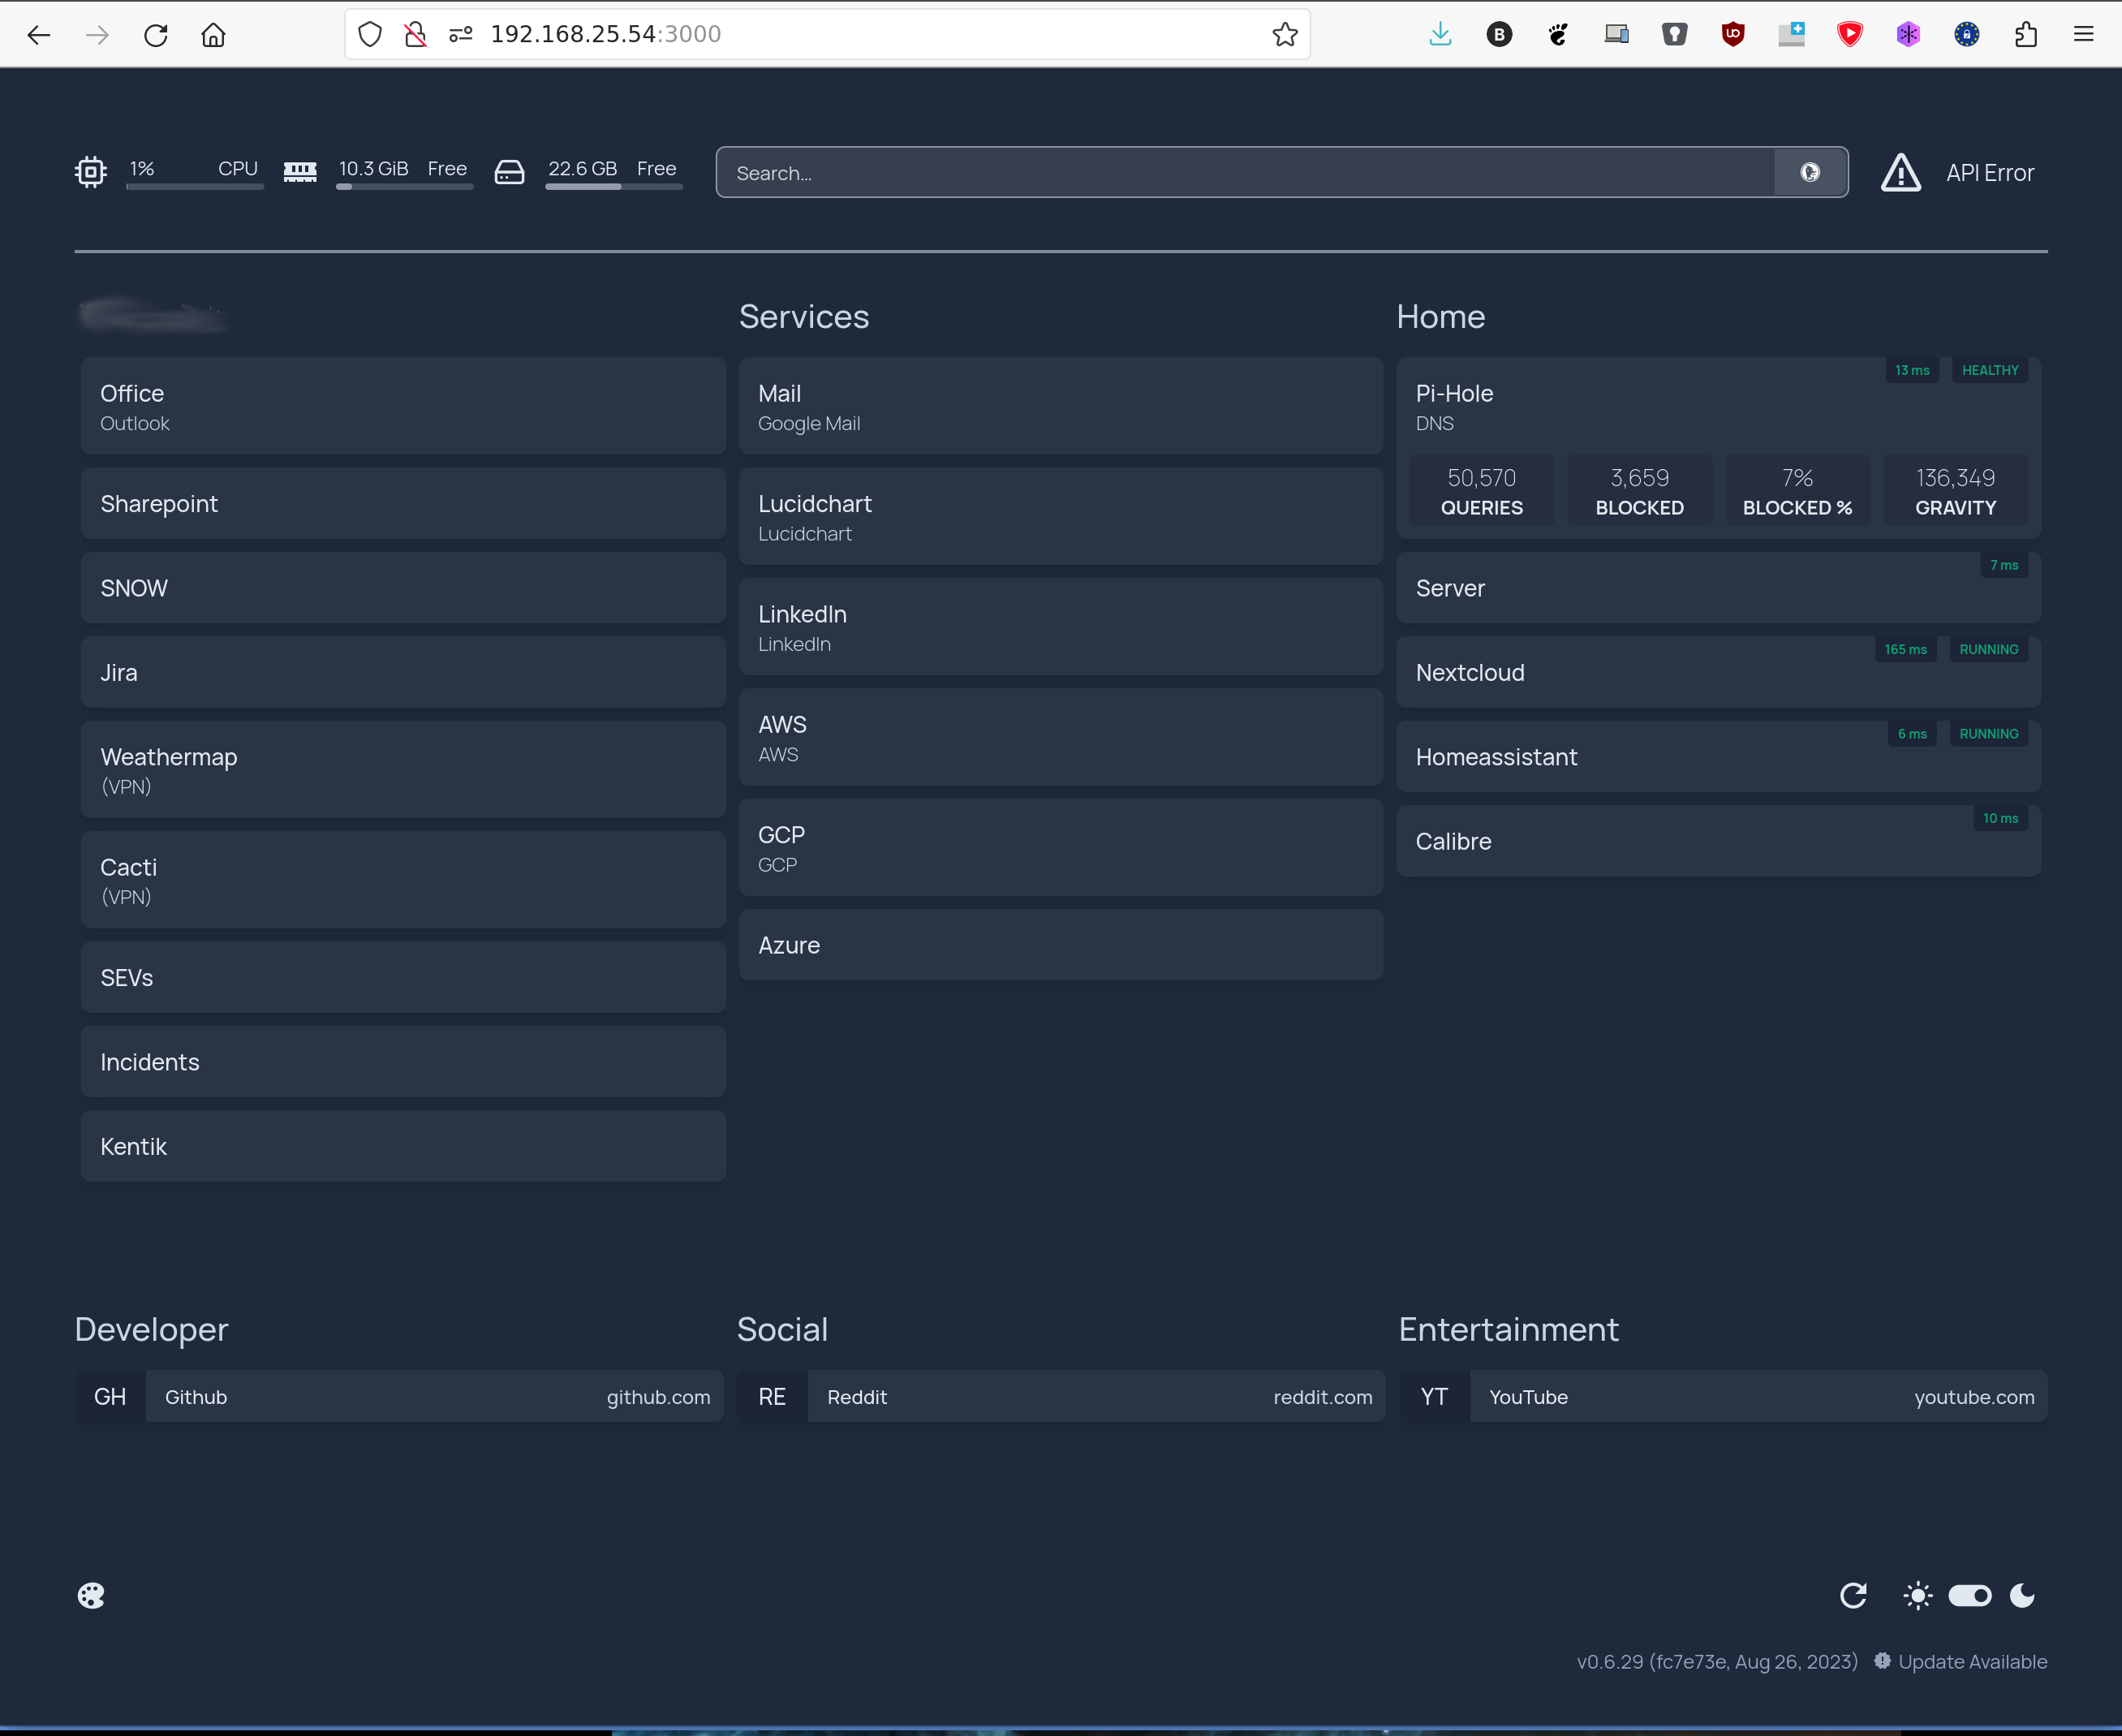 192.168.25.54:3000
1% CPU 10.3 GiB Free 22.6 GB Free Search... API Error
Office
Outlook
Sharepoint
SNOW
Jira
Weathermap
(VPN)
Cacti
(VPN)
SEVs
Incidents
Kentik
Services
Mail
Google Mail
Lucidchart
Lucidchart
LinkedIn
LinkedIn
AWS
AWS
GCP
GCP
Azure
Home
13 ms HEALTHY
Pi-Hole
DNS
50,570 3,659 7% 136,349
QUERIES BLOCKED BLOCKED % GRAVITY
7 ms
Server
165 ms RUNNING
Nextcloud
6 ms RUNNING
Homeassistant
10 ms
Calibre
Developer
GH Github github.com
Social
RE Reddit reddit.com
Entertainment
YT YouTube youtube.com
v0.6.29 (fc7e73e, Aug 26, 2023) Update Available